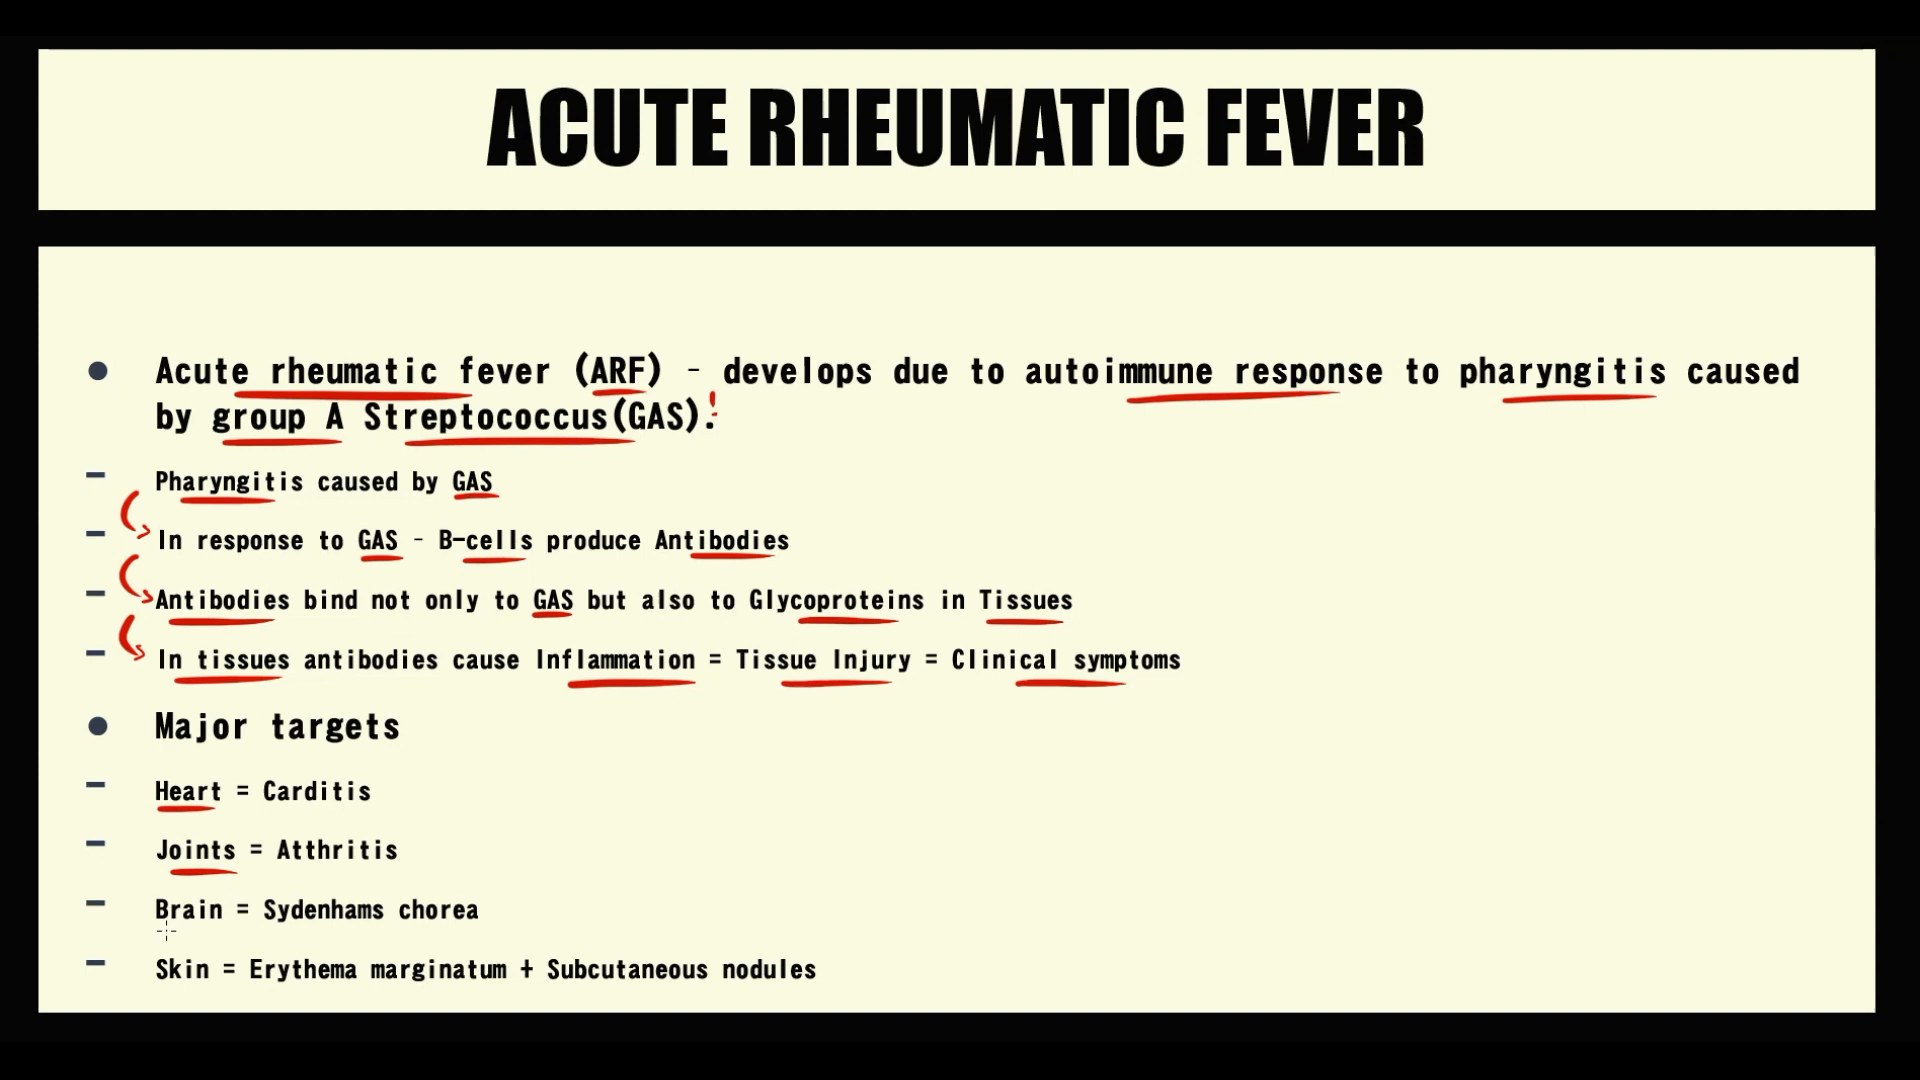 ACUTE RHEUMATIC FEVER
Acute rheumatic fever (ARF) - develops due to autoimmune response to pharyngitis caused
by group A Streptococcus(GAS).!
Pharyngitis caused by GAS
In response to GAS - B-cells produce Antibodies
Antibodies bind not only to GAS but also to Glycoproteins in Tissues
In tissues antibodies cause Inflammation = Tissue Injury = Clinical symptoms
Major targets
Heart = Carditis
Joints = Atthritis
Brain = Sydenhams chorea
Skin = Erythema marginatum + Subcutaneous nodules